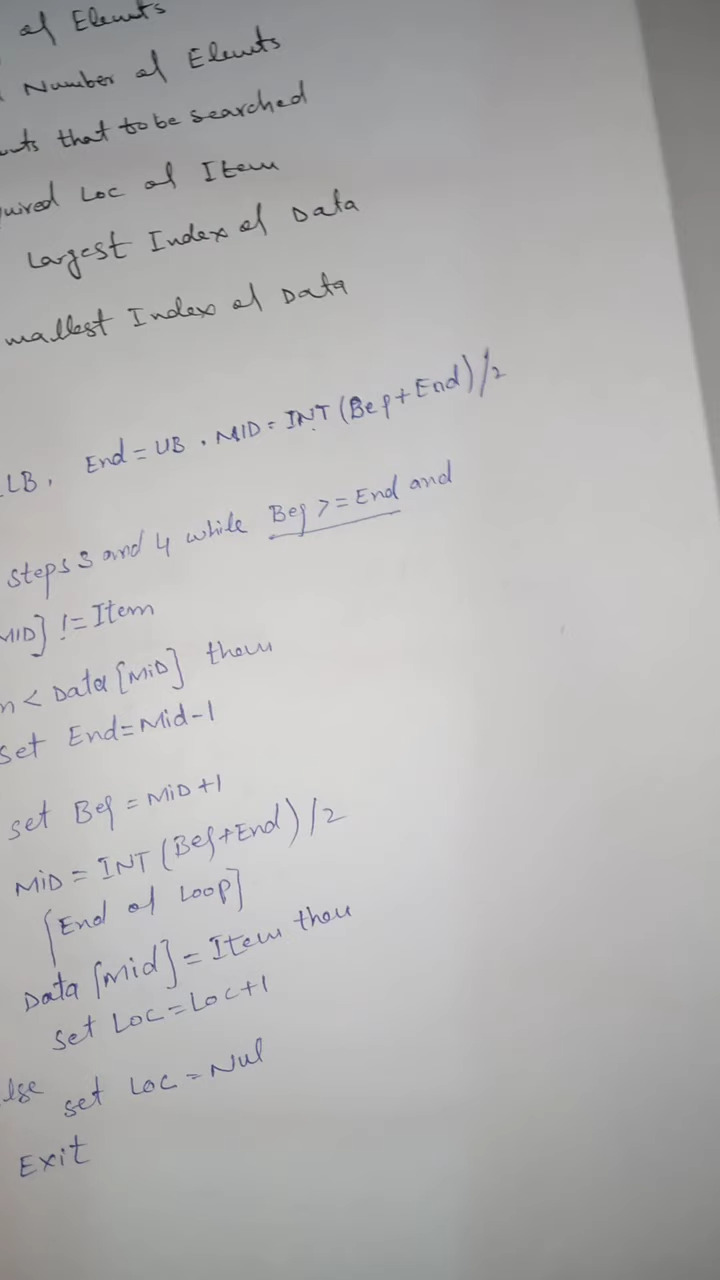 of Elements
Number of Elements
that to be searched
Loc of Item
Largest Index of Data
mallest Index of Data
LB, End = UB . MID = INT (Beg + End) / 2
steps 3 and 4 while Beg >= End and
MID] != Item
n < Data [MiD] then
set End = Mid-1
set Beg = MiD +1
MiD = INT (Beg + End) / 2
[End of Loop]
Data [Mid] = Item then
set Loc = Loc+1
lse set Loc = Nul
Exit